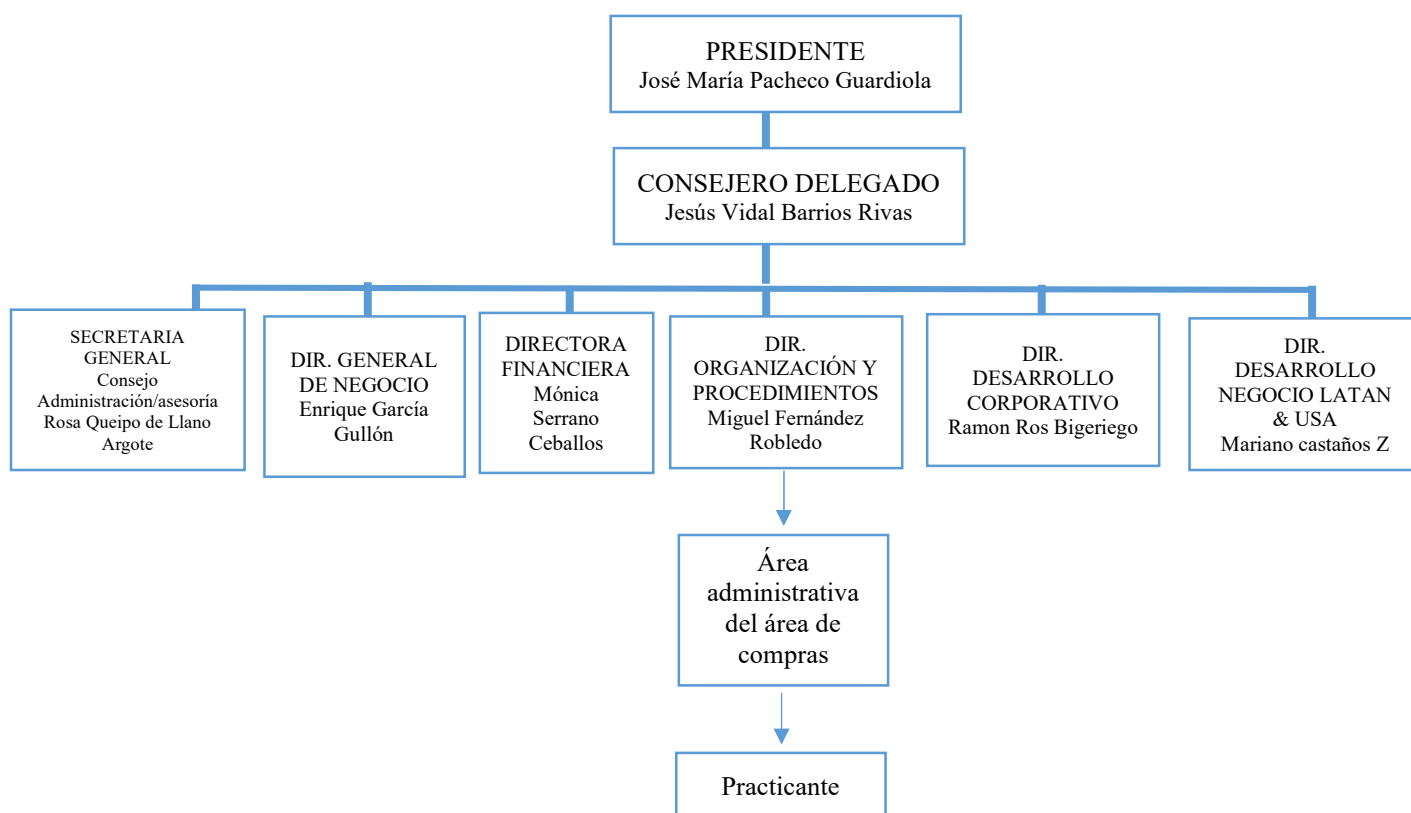 PRESIDENTE
José María Pacheco Guardiola
CONSEJERO DELEGADO
Jesús Vidal Barrios Rivas
SECRETARIA
GENERAL
Consejo
Administración/asesoría
Rosa Queipo de Llano
Argote
DIR. GENERAL
DE NEGOCIO
Enrique García
Gullón
DIRECTORA
FINANCIERA
Mónica
Serrano
Ceballos
DIR.
ORGANIZACIÓN Y
PROCEDIMIENTOS
Miguel Fernández
Robledo
DIR.
DESARROLLO
CORPORATIVO
Ramon Ros Bigeriego
DIR.
DESARROLLO
NEGOCIO LATAN
& USA
Mariano castaños Z
Área
administrativa
del área de
compras
Practicante